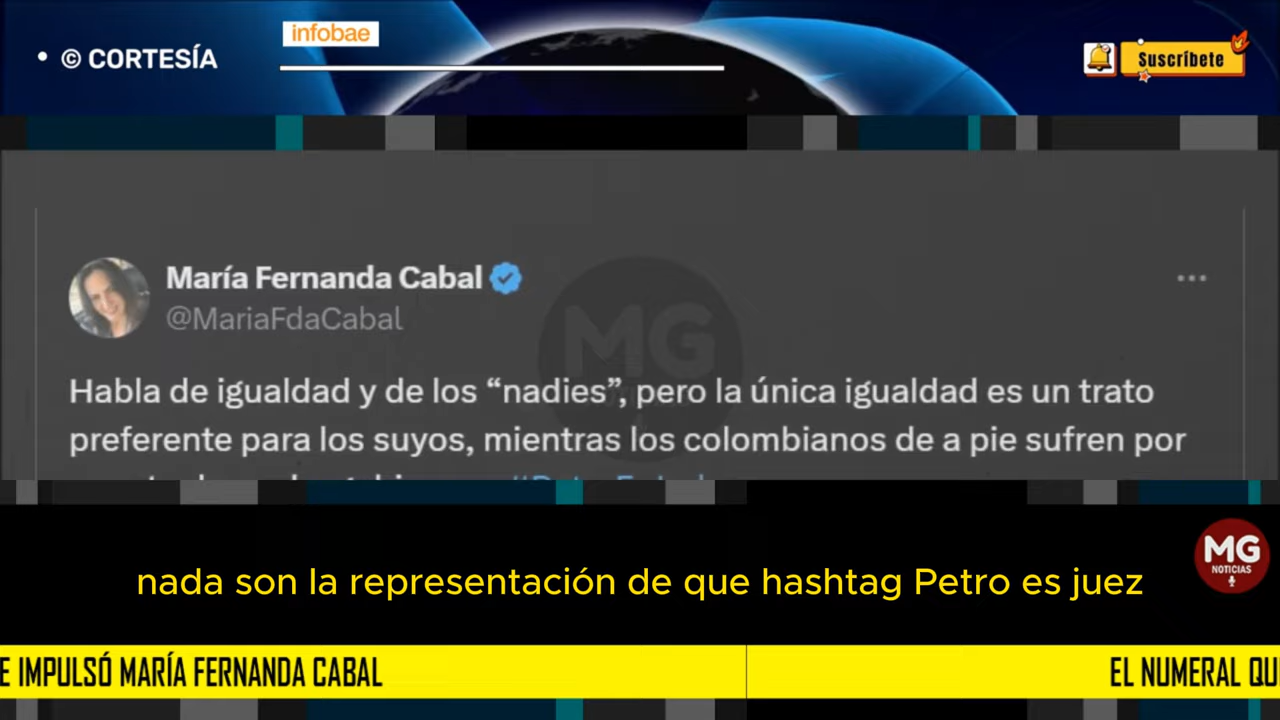 infobae
• © CORTESÍA
Suscríbete
María Fernanda Cabal
@MariaFdaCabal
MG
Habla de igualdad y de los “nadies”, pero la única igualdad es un trato
preferente para los suyos, mientras los colombianos de a pie sufren por
nada son la representación de que hashtag Petro es juez
MG
NOTICIAS
E IMPULSÓ MARÍA FERNANDA CABAL
EL NUMERAL QU